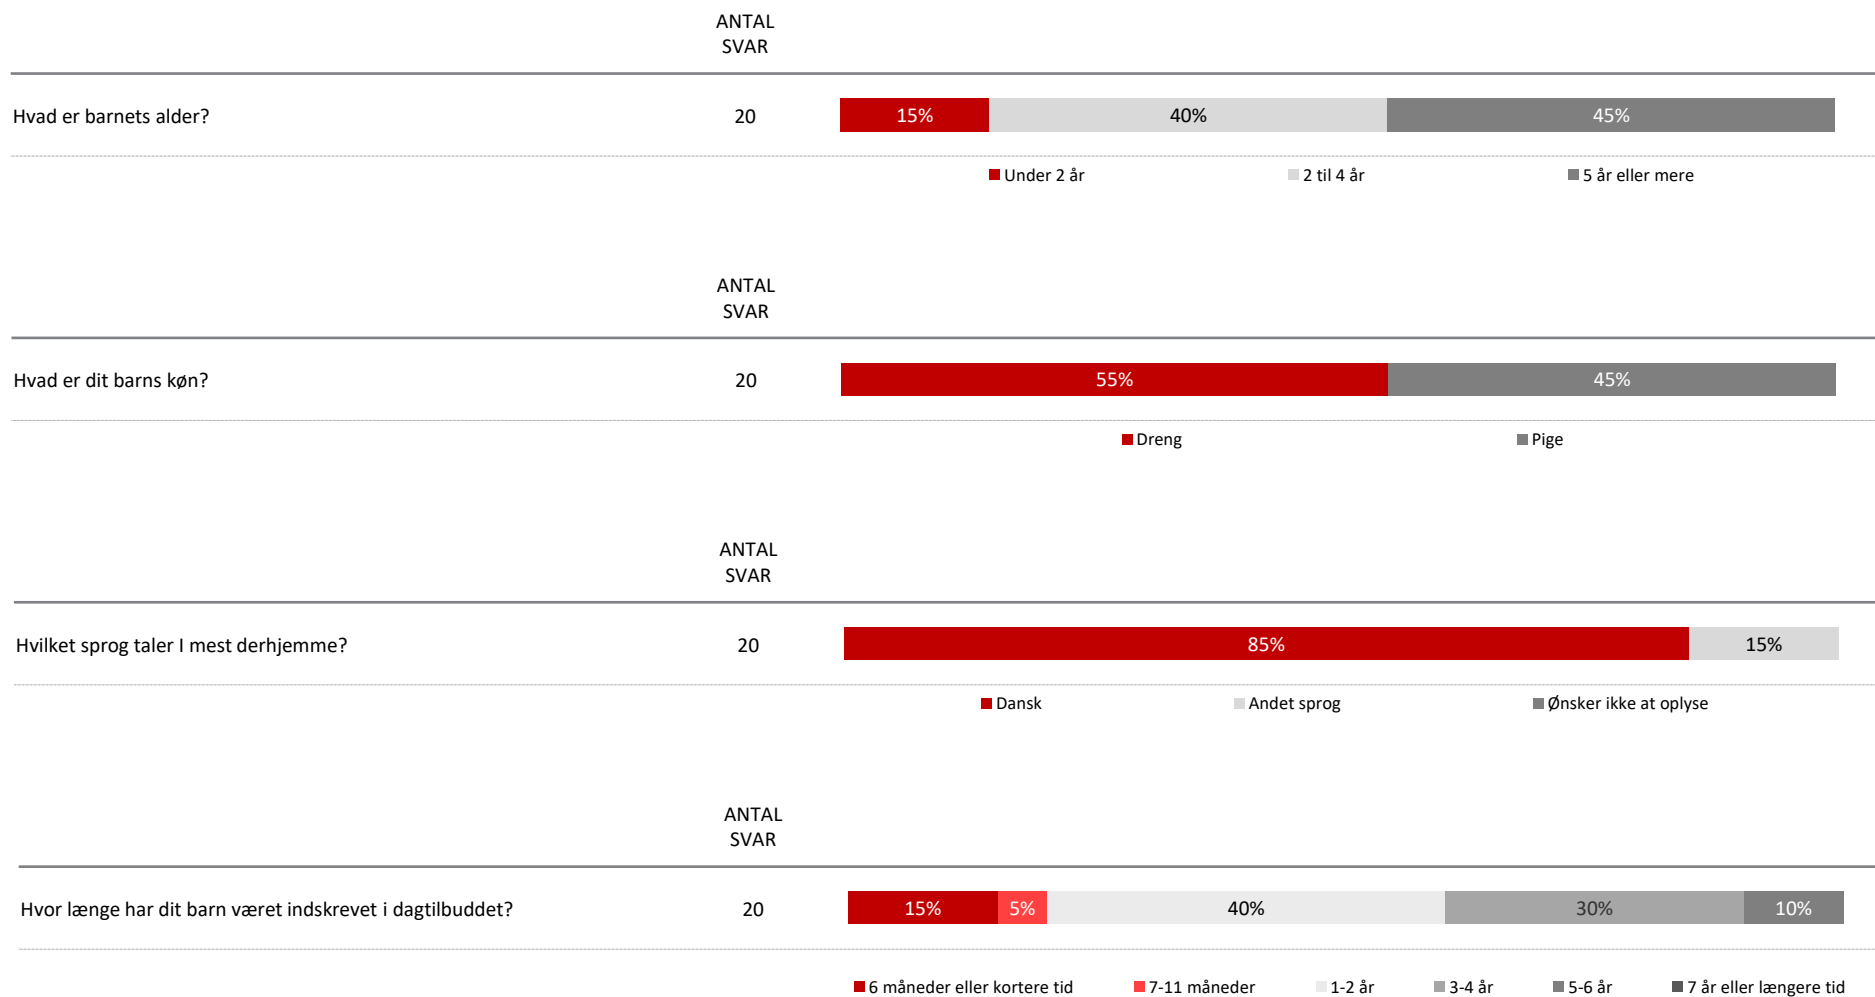 ANTAL
SVAR
Hvad er barnets alder? 20 15% 40% 45%
Under 2 år 2 til 4 år 5 år eller mere
ANTAL
SVAR
Hvad er dit barns køn? 20 55% 45%
Dreng Pige
ANTAL
SVAR
Hvilket sprog taler I mest derhjemme? 20 85% 15%
Dansk Andet sprog Ønsker ikke at oplyse
ANTAL
SVAR
Hvor længe har dit barn været indskrevet i dagtilbuddet? 20 15% 5% 40% 30% 10%
6 måneder eller kortere tid 7-11 måneder 1-2 år 3-4 år 5-6 år 7 år eller længere tid